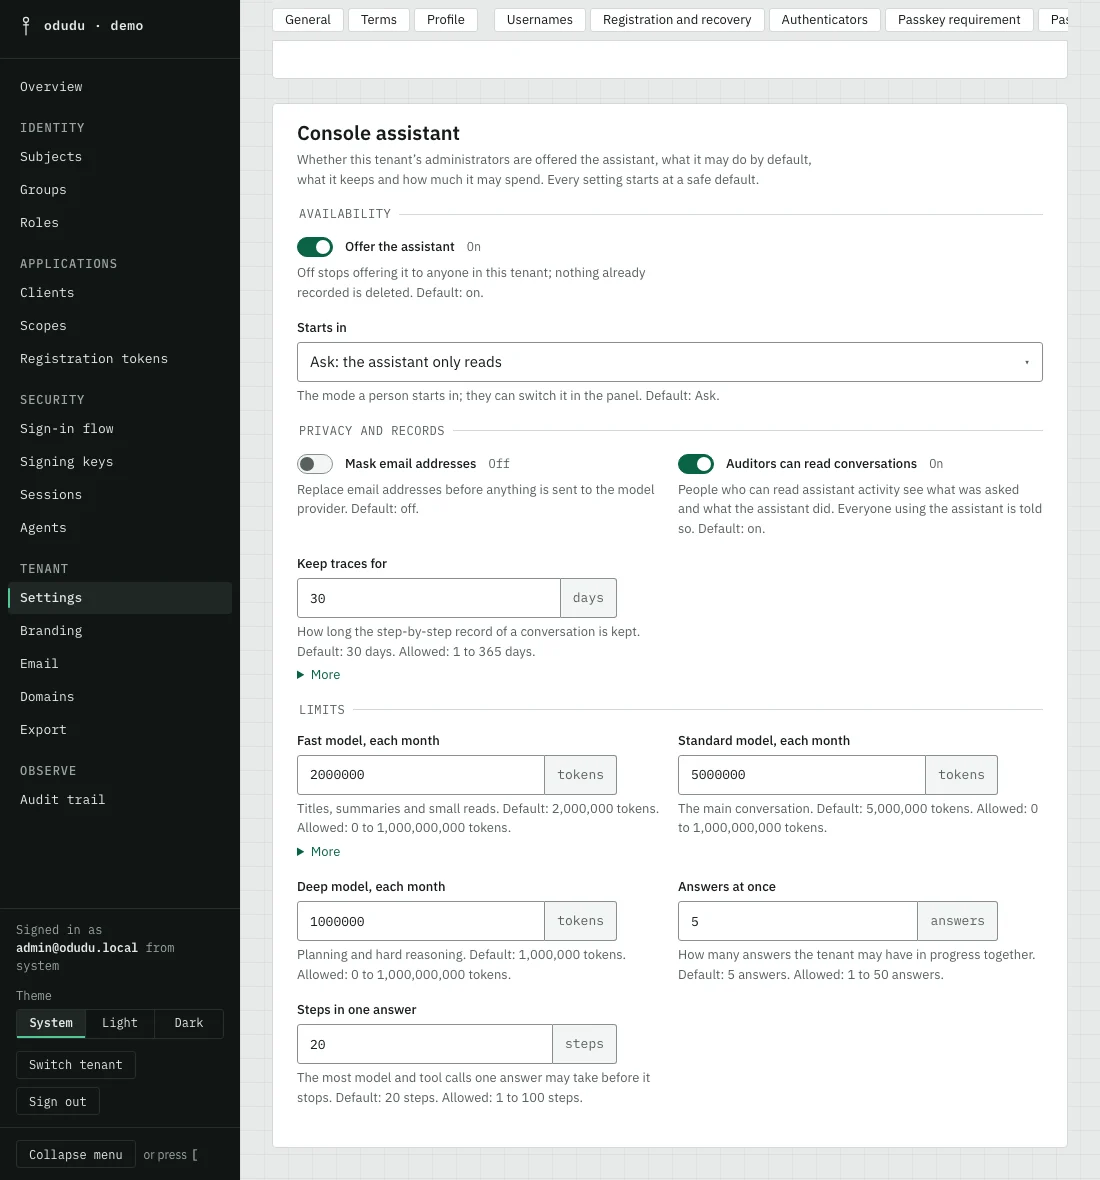 odudu · demo
Overview
IDENTITY
Subjects
Groups
Roles
APPLICATIONS
Clients
Scopes
Registration tokens
SECURITY
Sign-in flow
Signing keys
Sessions
Agents
TENANT
Settings
Branding
Email
Domains
Export
OBSERVE
Audit trail
Signed in as
admin@odudu.local from
system
Theme
System Light Dark
Switch tenant
Sign out
Collapse menu or press [
General Terms Profile Usernames Registration and recovery Authenticators Passkey requirement Pas
Console assistant
Whether this tenant’s administrators are offered the assistant, what it may do by default,
what it keeps and how much it may spend. Every setting starts at a safe default.
AVAILABILITY
Offer the assistant On
Off stops offering it to anyone in this tenant; nothing already
recorded is deleted. Default: on.
Starts in
Ask: the assistant only reads
The mode a person starts in; they can switch it in the panel. Default: Ask.
PRIVACY AND RECORDS
Mask email addresses Off
Replace email addresses before anything is sent to the model
provider. Default: off.
Auditors can read conversations On
People who can read assistant activity see what was asked
and what the assistant did. Everyone using the assistant is told
so. Default: on.
Keep traces for
30 days
How long the step-by-step record of a conversation is kept.
Default: 30 days. Allowed: 1 to 365 days.
More
LIMITS
Fast model, each month
2000000 tokens
Titles, summaries and small reads. Default: 2,000,000 tokens.
Allowed: 0 to 1,000,000,000 tokens.
More
Standard model, each month
5000000 tokens
The main conversation. Default: 5,000,000 tokens. Allowed: 0
to 1,000,000,000 tokens.
Deep model, each month
1000000 tokens
Planning and hard reasoning. Default: 1,000,000 tokens.
Allowed: 0 to 1,000,000,000 tokens.
Answers at once
5 answers
How many answers the tenant may have in progress together.
Default: 5 answers. Allowed: 1 to 50 answers.
Steps in one answer
20 steps
The most model and tool calls one answer may take before it
stops. Default: 20 steps. Allowed: 1 to 100 steps.